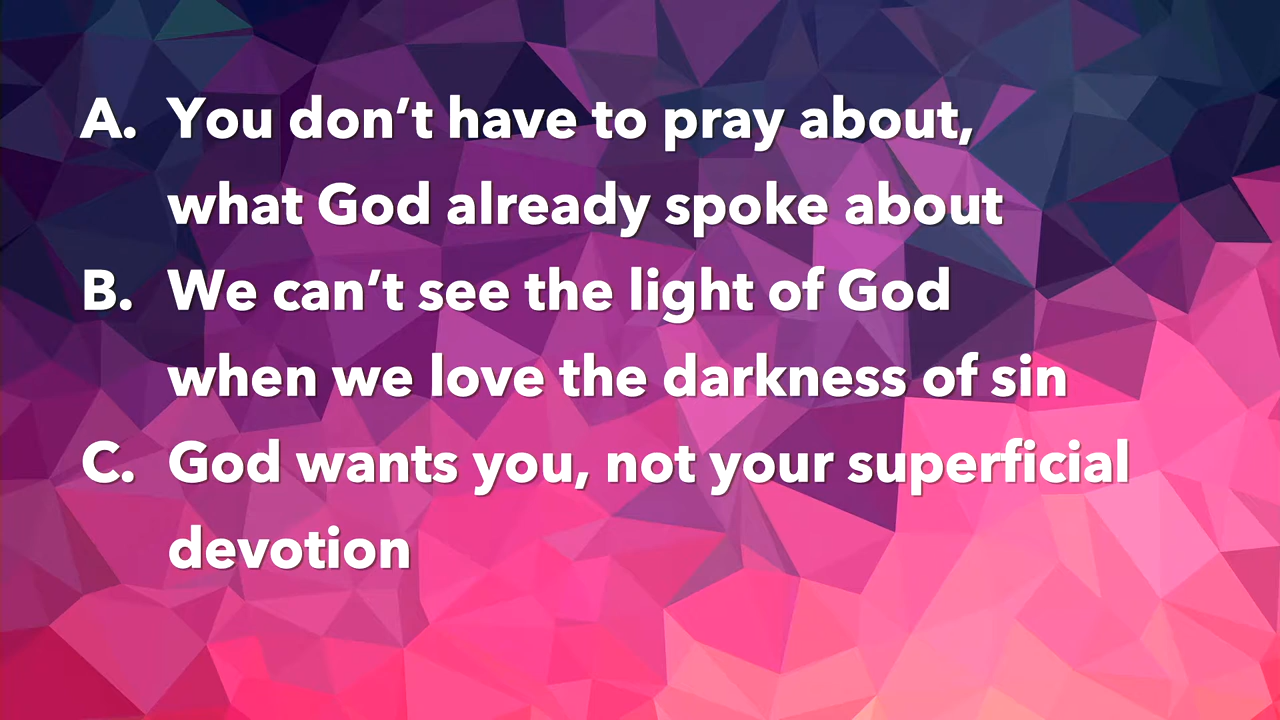 A. You don’t have to pray about,
what God already spoke about
B. We can’t see the light of God
when we love the darkness of sin
C. God wants you, not your superficial
devotion